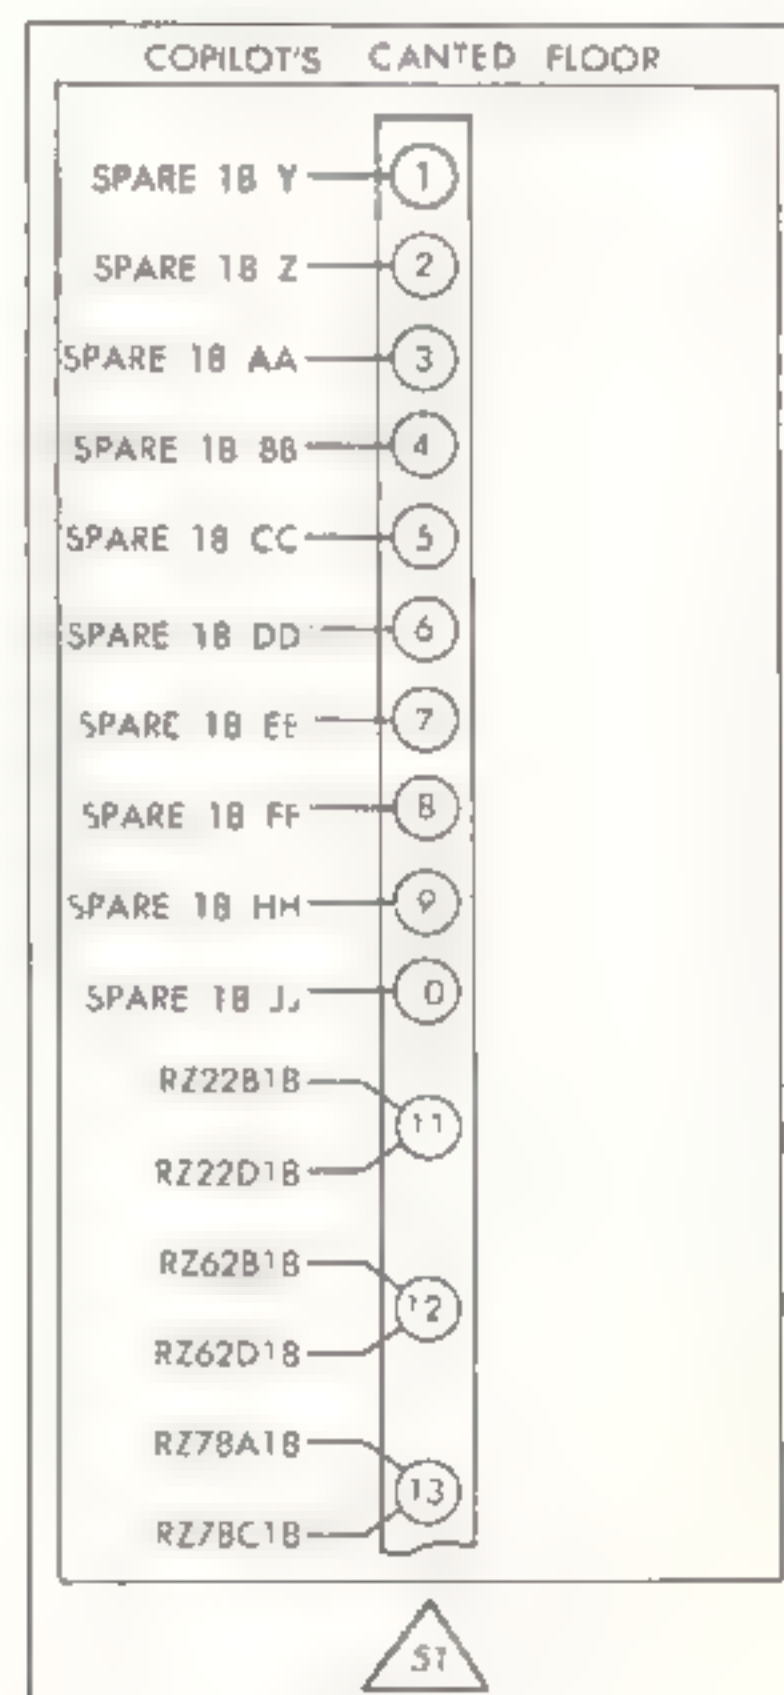 COPILOT'S CANTED FLOOR
SPARE 18 Y 1
SPARE 18 Z 2
SPARE 18 AA 3
SPARE 18 BB 4
SPARE 18 CC 5
SPARE 18 DD 6
SPARE 18 EE 7
SPARE 18 FF 8
SPARE 18 HH 9
SPARE 18 JJ 0
RZ22B18
11
RZ22D18
RZ62B18
12
RZ62D18
RZ78A18
13
RZ78C18